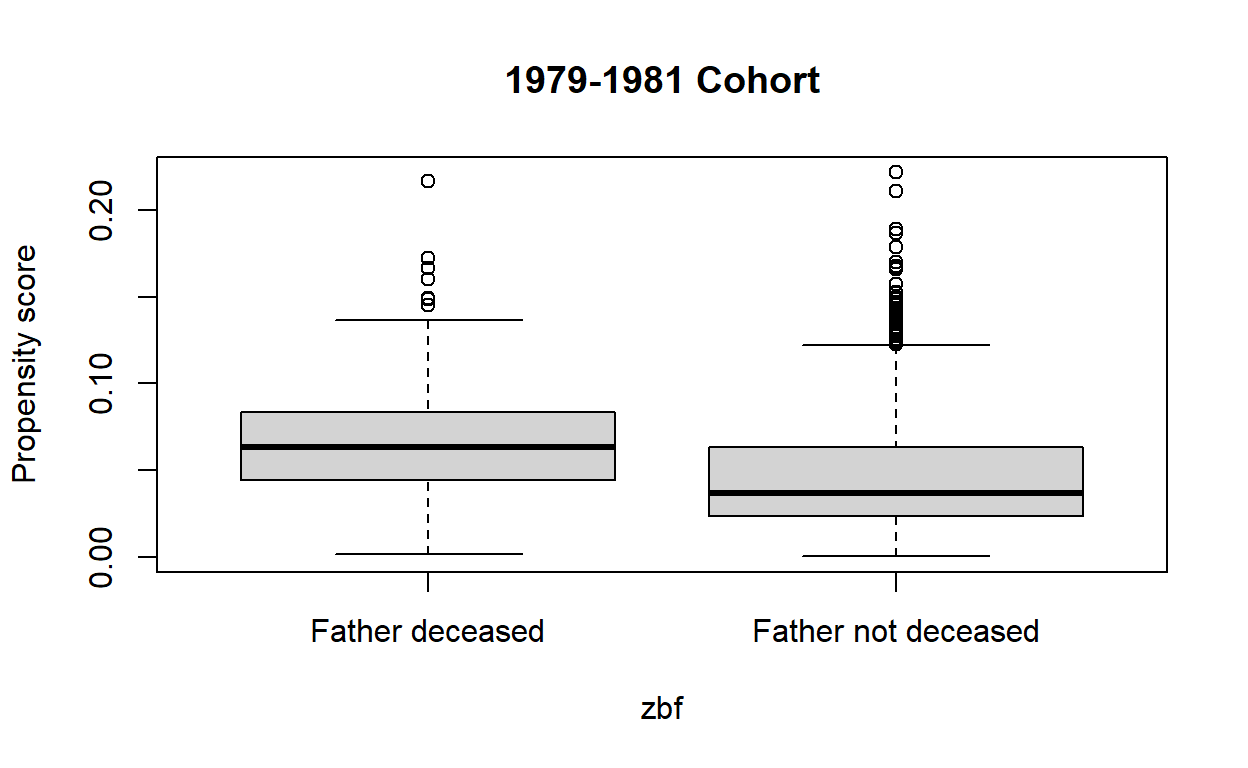 1979-1981 Cohort
Propensity score
0.20
0.10
0.00
Father deceased
Father not deceased
zbf